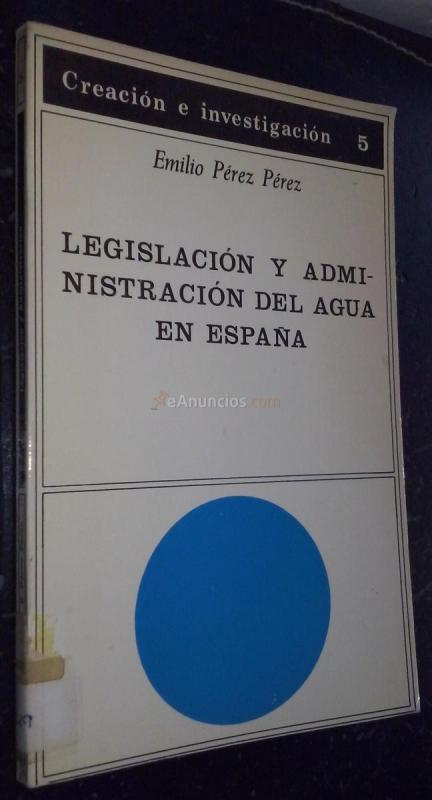 Creación e investigación 5
Emilio Pérez Pérez
LEGISLACIÓN Y ADMI-
NISTRACIÓN DEL AGUA
EN ESPAÑA
eAnuncios.com